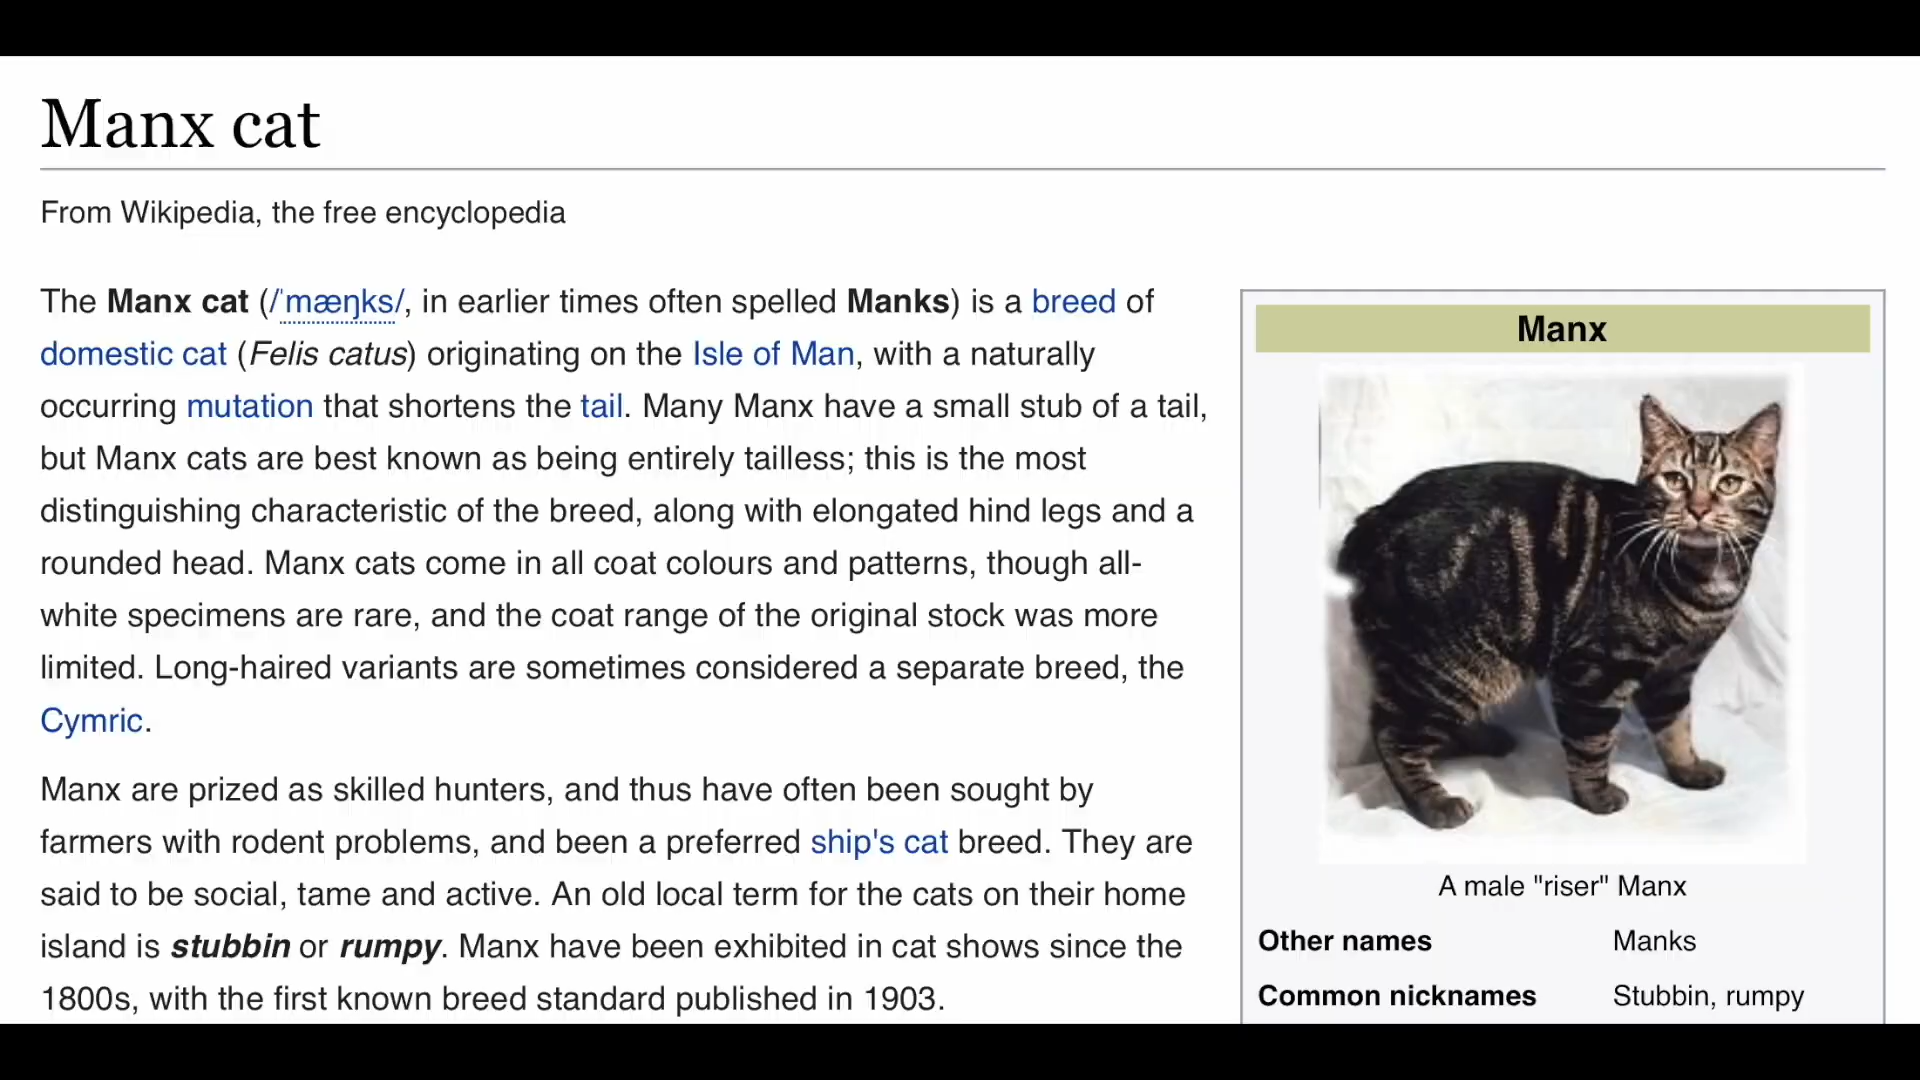 Manx cat
From Wikipedia, the free encyclopedia
The Manx cat (/ˈmæŋks/, in earlier times often spelled Manks) is a breed of
domestic cat (Felis catus) originating on the Isle of Man, with a naturally
occurring mutation that shortens the tail. Many Manx have a small stub of a tail,
but Manx cats are best known as being entirely tailless; this is the most
distinguishing characteristic of the breed, along with elongated hind legs and a
rounded head. Manx cats come in all coat colours and patterns, though all-
white specimens are rare, and the coat range of the original stock was more
limited. Long-haired variants are sometimes considered a separate breed, the
Cymric.
Manx are prized as skilled hunters, and thus have often been sought by
farmers with rodent problems, and been a preferred ship's cat breed. They are
said to be social, tame and active. An old local term for the cats on their home
island is stubbin or rumpy. Manx have been exhibited in cat shows since the
1800s, with the first known breed standard published in 1903.
Manx
A male "riser" Manx
Other names Manks
Common nicknames Stubbin, rumpy